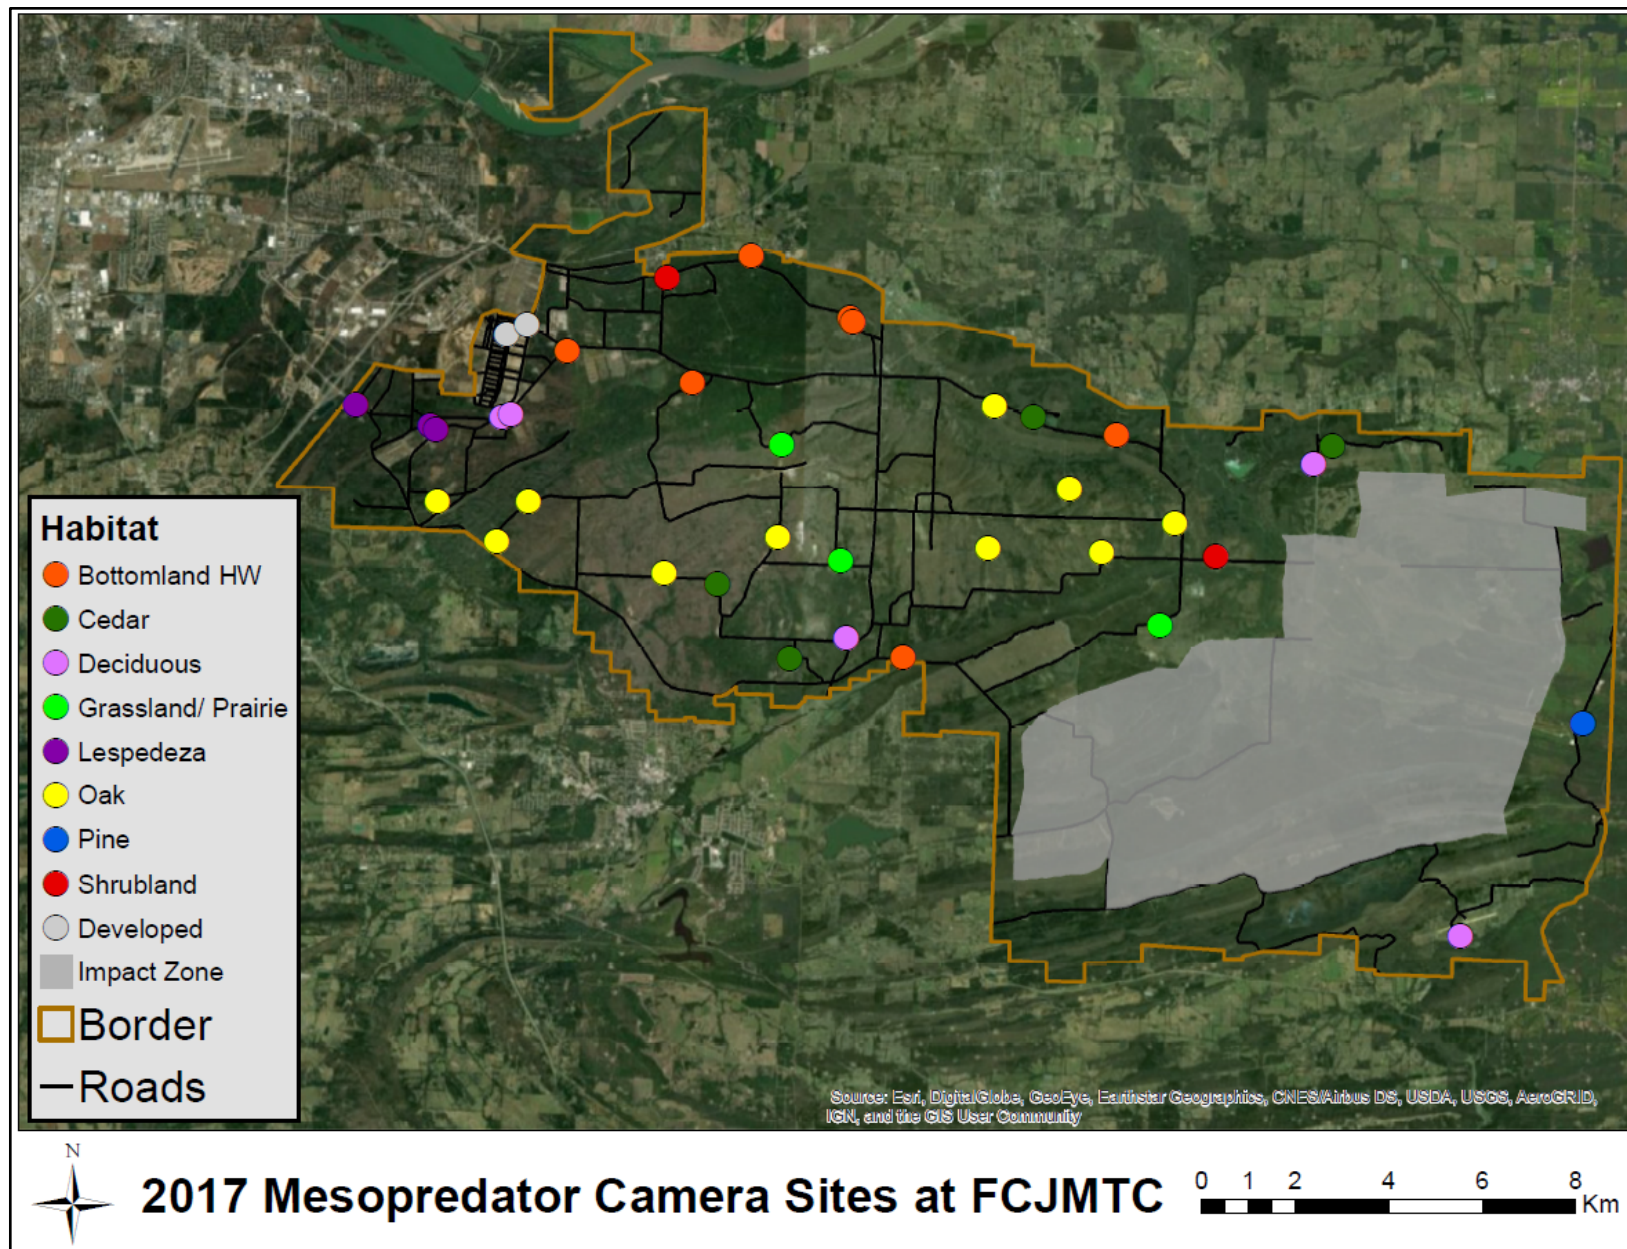 Habitat
Bottomland HW
Cedar
Deciduous
Grassland/ Prairie
Lespedeza
Oak
Pine
Shrubland
Developed
Impact Zone
Border
Roads
Source: Esri, DigitalGlobe, GeoEye, Earthstar Geographics, CNES/Airbus DS, USDA, USGS, AeroGRID,
IGN, and the GIS User Community
N
2017 Mesopredator Camera Sites at FCJMTC
0 1 2 4 6 8
Km